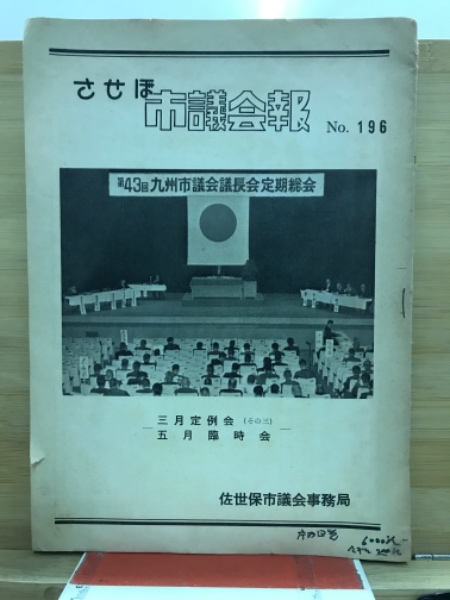 させぼ
市議会報 No. 196
第43回九州市議会議長会定期総会
三月定例会 (その三)
五月臨時会
佐世保市議会事務局